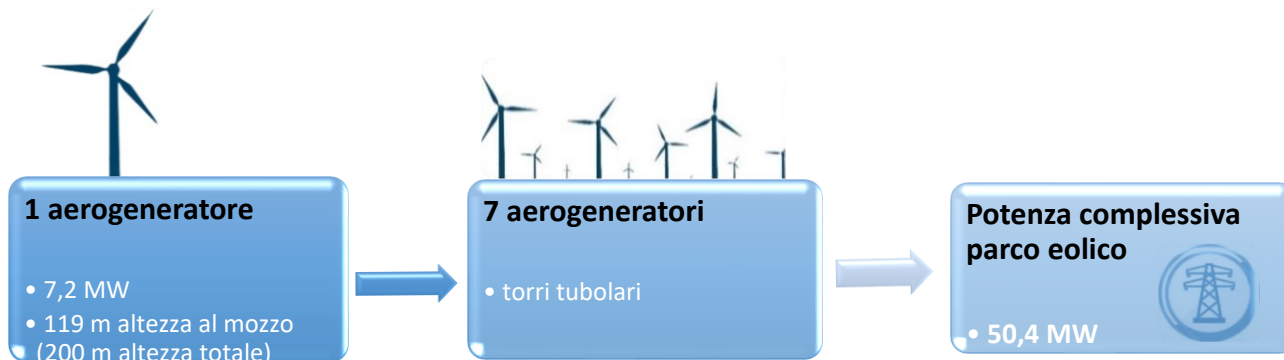 1 aerogeneratore
• 7,2 MW
• 119 m altezza al mozzo
(200 m altezza totale)
7 aerogeneratori
• torri tubolari
Potenza complessiva
parco eolico
• 50,4 MW